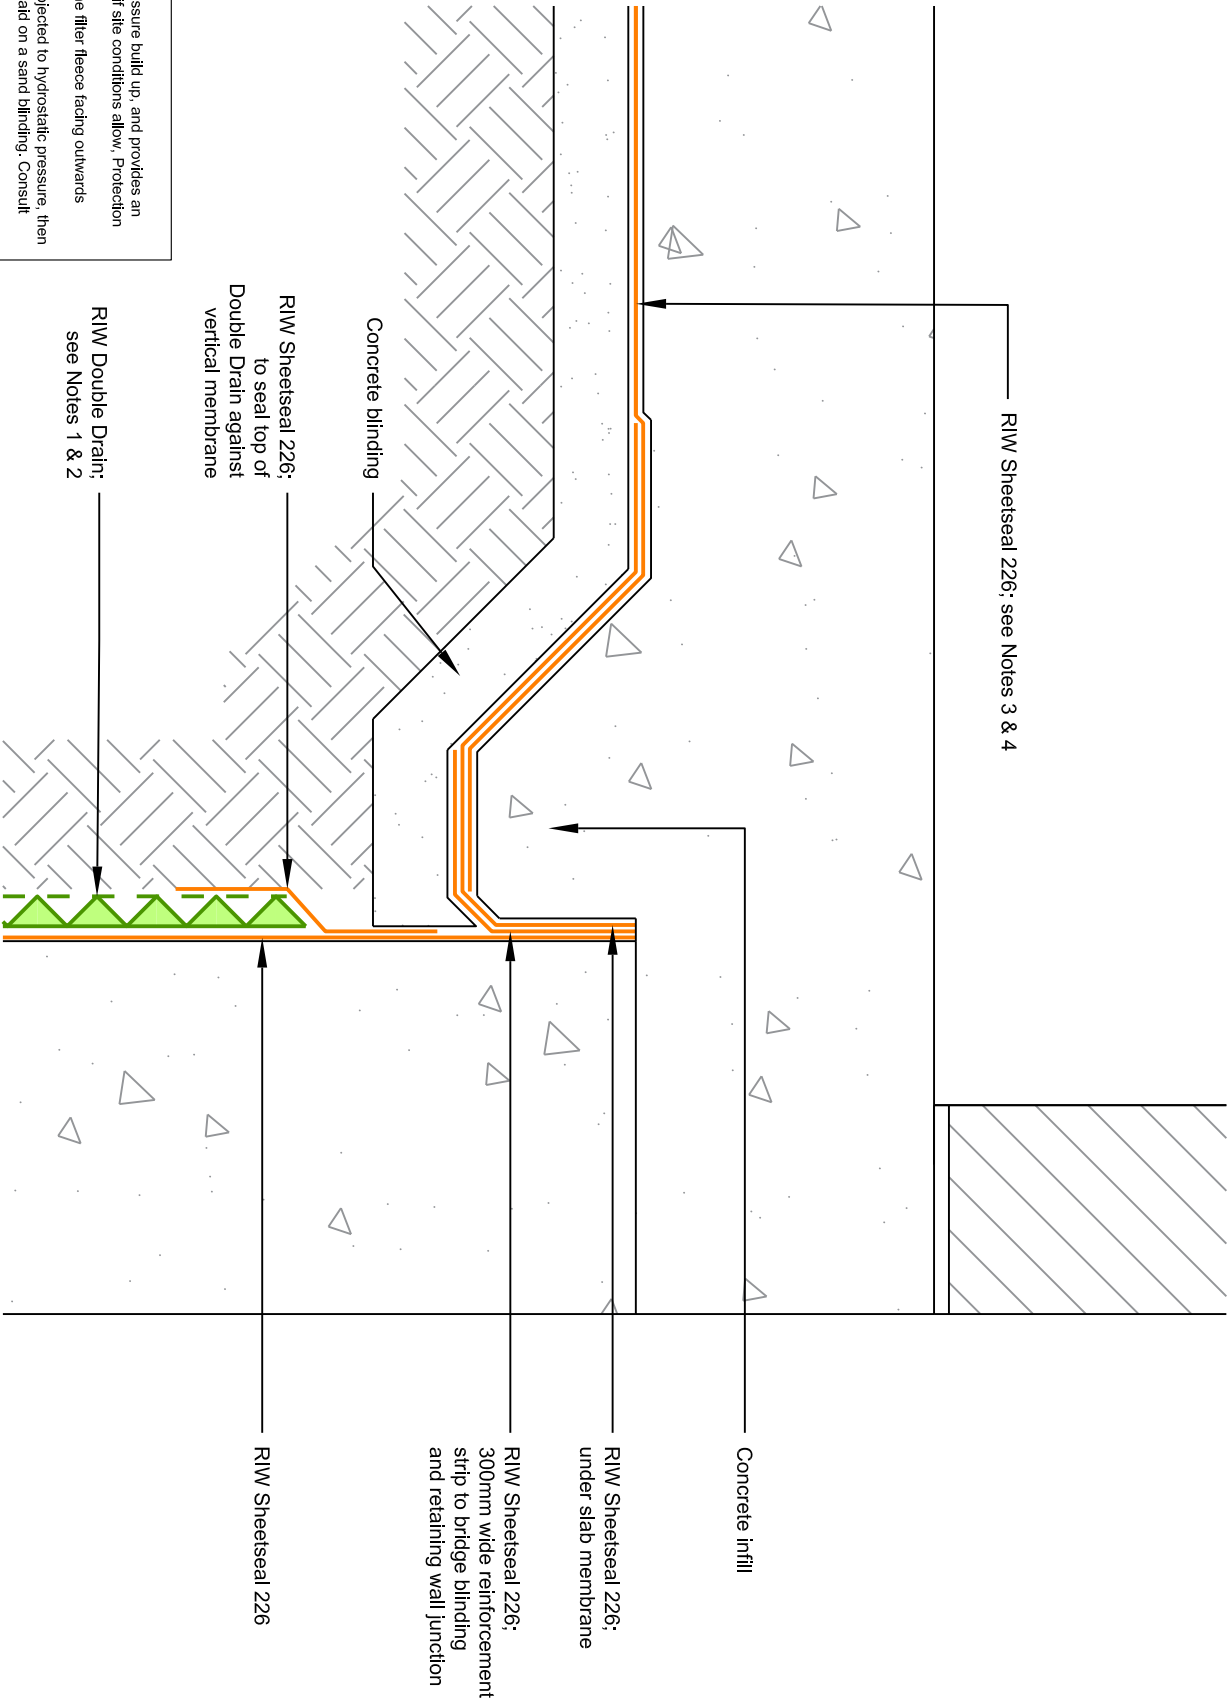 RIW Sheetseal 226; see Notes 3 & 4
Concrete infill
RIW Sheetseal 226;
under slab membrane
RIW Sheetseal 226;
300mm wide reinforcement
strip to bridge blinding
and retaining wall junction
RIW Sheetseal 226
Concrete blinding
RIW Sheetseal 226;
to seal top of
Double Drain against
vertical membrane
RIW Double Drain;
see Notes 1 & 2
ssure build up, and provides an
if site conditions allow, Protection
ne filter fleece facing outwards
jected to hydrostatic pressure, then
aid on a sand blinding. Consult